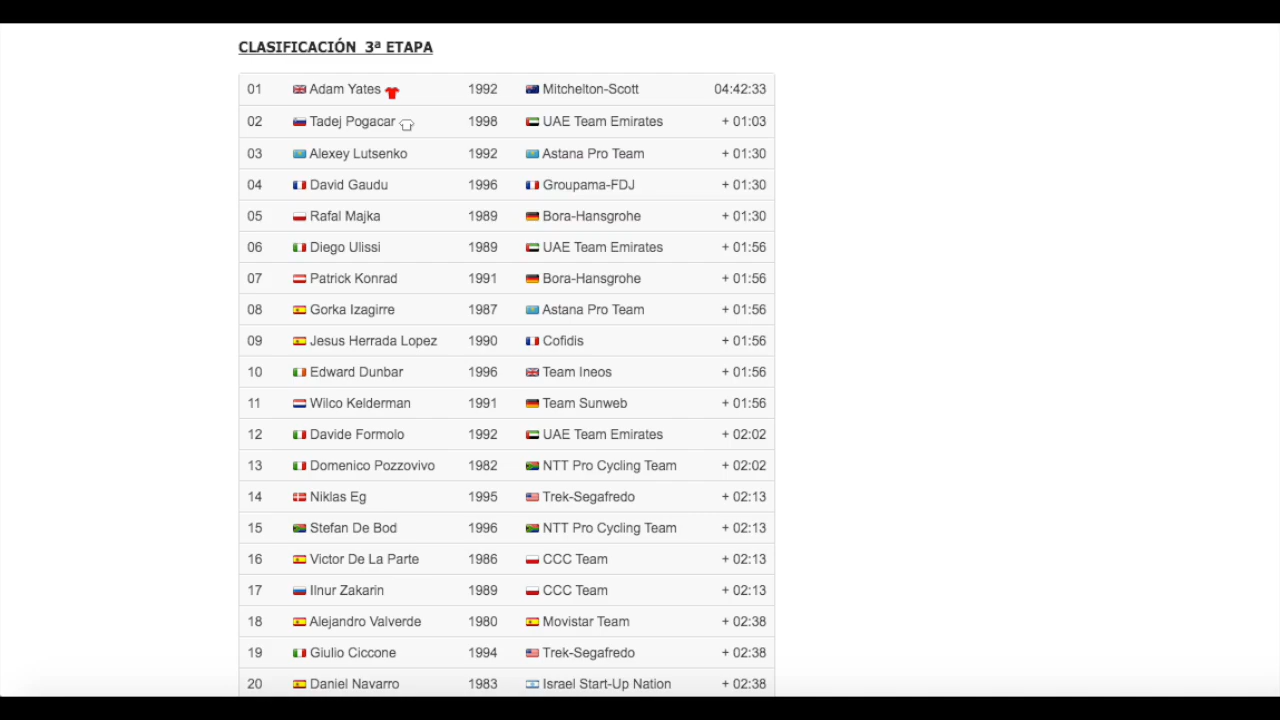 CLASIFICACIÓN 3ª ETAPA
01 Adam Yates 1992 Mitchelton-Scott 04:42:33
02 Tadej Pogacar 1998 UAE Team Emirates + 01:03
03 Alexey Lutsenko 1992 Astana Pro Team + 01:30
04 David Gaudu 1996 Groupama-FDJ + 01:30
05 Rafal Majka 1989 Bora-Hansgrohe + 01:30
06 Diego Ulissi 1989 UAE Team Emirates + 01:56
07 Patrick Konrad 1991 Bora-Hansgrohe + 01:56
08 Gorka Izagirre 1987 Astana Pro Team + 01:56
09 Jesus Herrada Lopez 1990 Cofidis + 01:56
10 Edward Dunbar 1996 Team Ineos + 01:56
11 Wilco Kelderman 1991 Team Sunweb + 01:56
12 Davide Formolo 1992 UAE Team Emirates + 02:02
13 Domenico Pozzovivo 1982 NTT Pro Cycling Team + 02:02
14 Niklas Eg 1995 Trek-Segafredo + 02:13
15 Stefan De Bod 1996 NTT Pro Cycling Team + 02:13
16 Victor De La Parte 1986 CCC Team + 02:13
17 Ilnur Zakarin 1989 CCC Team + 02:13
18 Alejandro Valverde 1980 Movistar Team + 02:38
19 Giulio Ciccone 1994 Trek-Segafredo + 02:38
20 Daniel Navarro 1983 Israel Start-Up Nation + 02:38